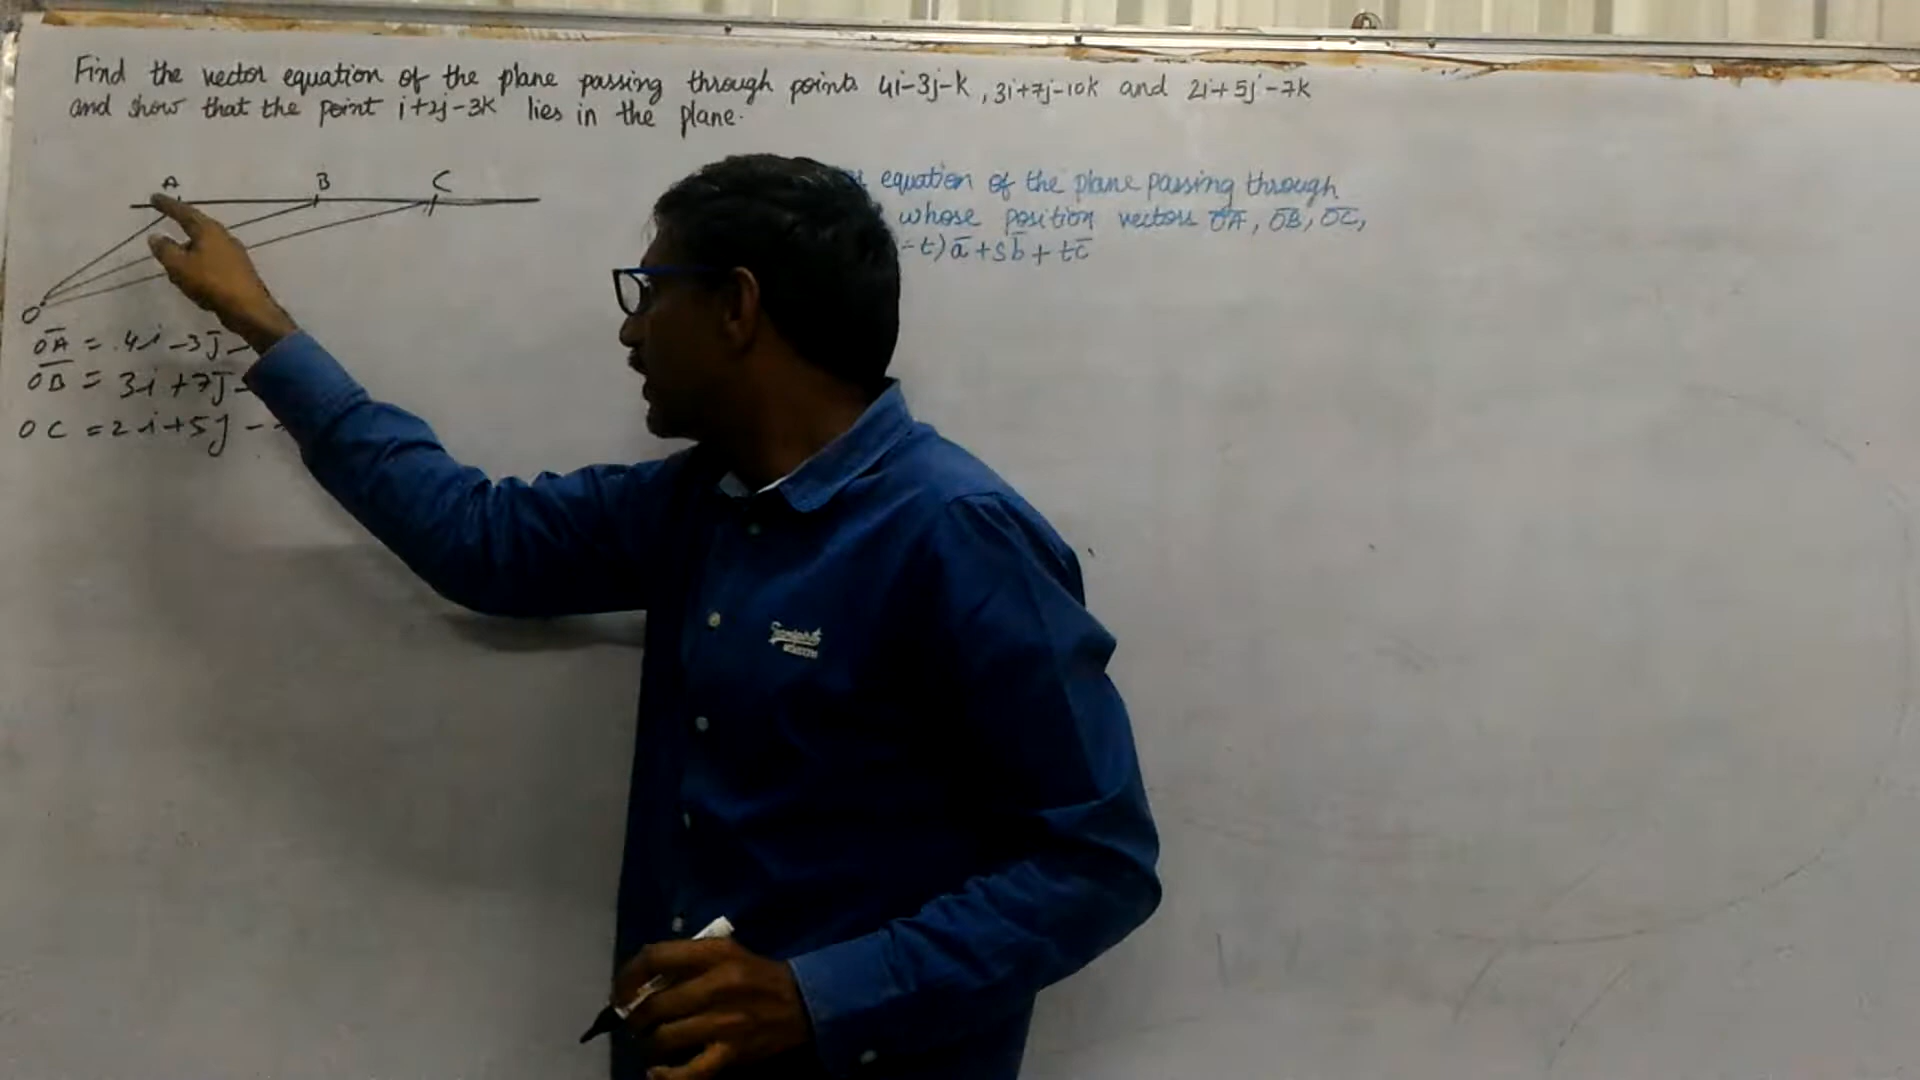 Find the vector equation of the plane passing through points 4i-3j-k, 3i+7j-10k and 2i+5j-7k
and show that the point i+2j-3k lies in the plane.
A B C
equation of the plane passing through
whose position vectors OA, OB, OC,
-t)a+sb+tc
O
OA = 4i-3j-
OB = 3i+7j-
OC = 2i+5j-